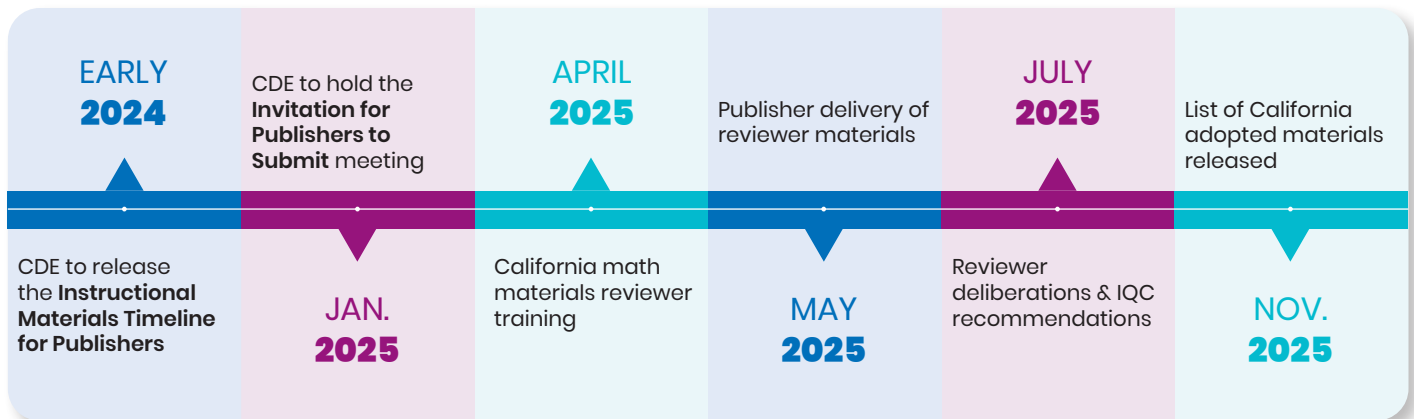 EARLY
2024
CDE to release
the Instructional
Materials Timeline
for Publishers
CDE to hold the
Invitation for
Publishers to
Submit meeting
JAN.
2025
APRIL
2025
California math
materials reviewer
training
Publisher delivery of
reviewer materials
MAY
2025
JULY
2025
Reviewer
deliberations & IQC
recommendations
List of California
adopted materials
released
NOV.
2025